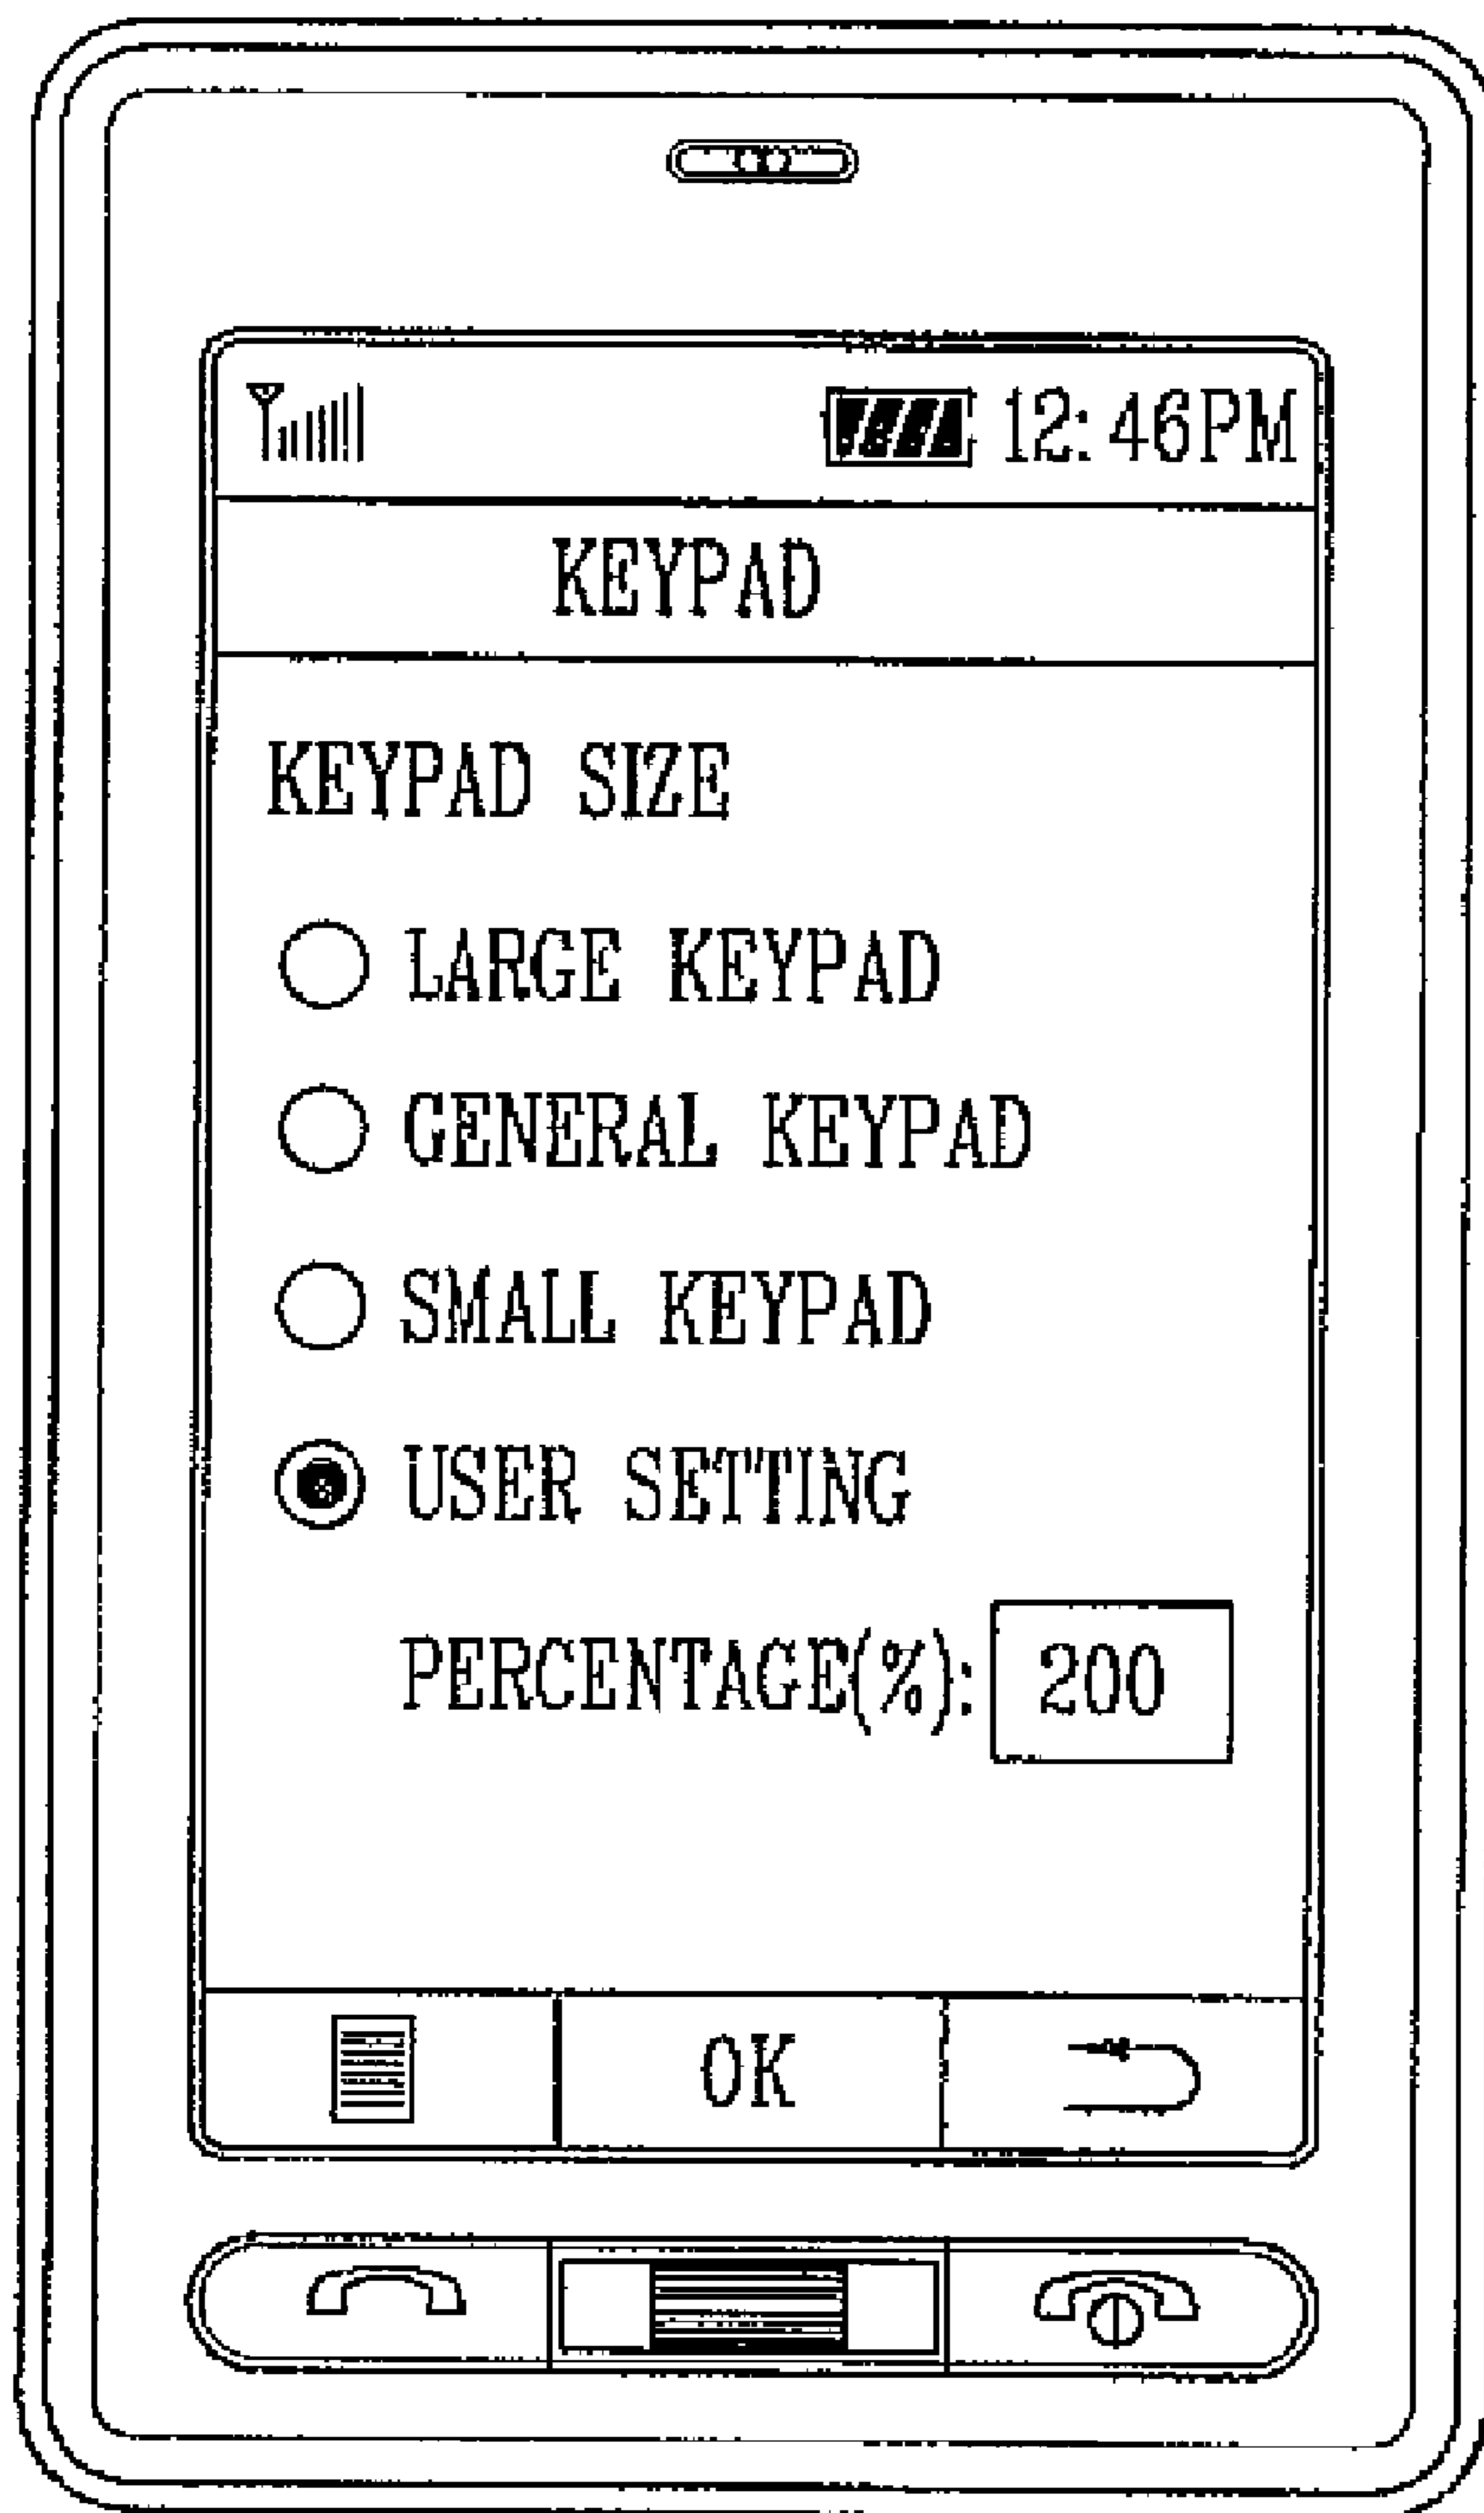 12:46PM
KEYPAD
KEYPAD SIZE
LARGE KEYPAD
GENERAL KEYPAD
SMALL KEYPAD
USER SETTING
PERCENTAGE(%): 200
OK